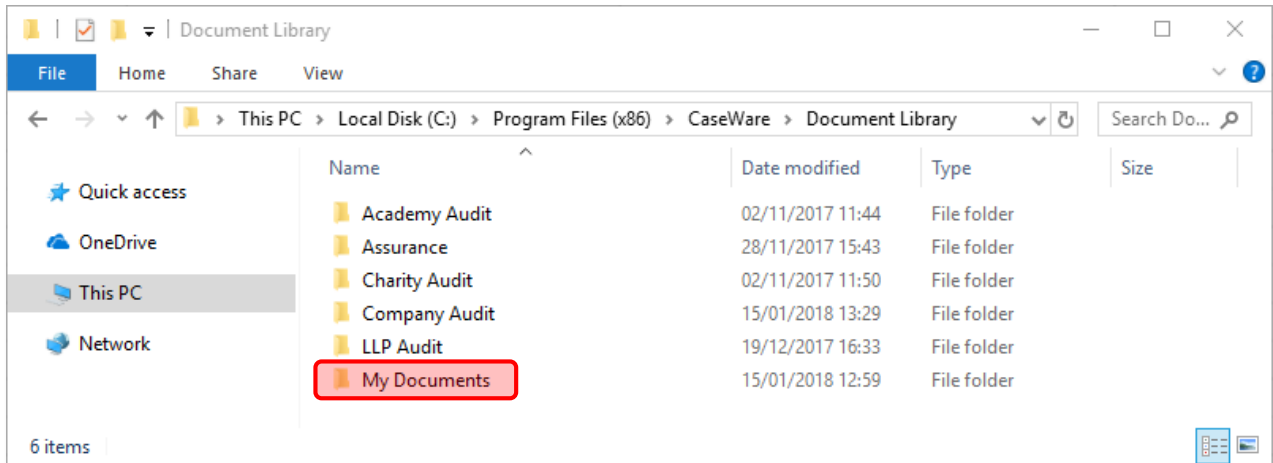 Document Library
File Home Share View
This PC > Local Disk (C:) > Program Files (x86) > CaseWare > Document Library
Search Do...
Quick access
OneDrive
This PC
Network
Name Date modified Type Size
Academy Audit 02/11/2017 11:44 File folder
Assurance 28/11/2017 15:43 File folder
Charity Audit 02/11/2017 11:50 File folder
Company Audit 15/01/2018 13:29 File folder
LLP Audit 19/12/2017 16:33 File folder
My Documents 15/01/2018 12:59 File folder
6 items